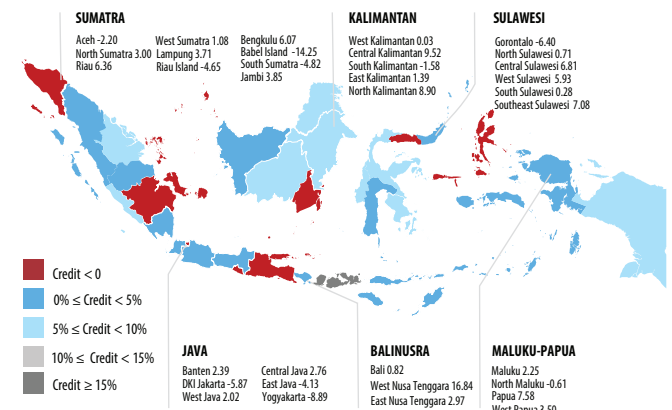 SUMATRA
Aceh -2.20
North Sumatra 3.00
Riau 6.36
West Sumatra 1.08
Lampung 3.71
Riau Island -4.65
Bengkulu 6.07
Babel Island -14.25
South Sumatra -4.82
Jambi 3.85
KALIMANTAN
West Kalimantan 0.03
Central Kalimantan 9.52
South Kalimantan -1.58
East Kalimantan 1.39
North Kalimantan 8.90
SULAWESI
Gorontalo -6.40
North Sulawesi 0.71
Central Sulawesi 6.81
West Sulawesi 5.93
South Sulawesi 0.28
Southeast Sulawesi 7.08
Credit < 0
0% ≤ Credit < 5%
5% ≤ Credit < 10%
10% ≤ Credit < 15%
Credit ≥ 15%
JAVA
Banten 2.39
DKI Jakarta -5.87
West Java 2.02
Central Java 2.76
East Java -4.13
Yogyakarta -8.89
BALINUSRA
Bali 0.82
West Nusa Tenggara 16.84
East Nusa Tenggara 2.97
MALUKU-PAPUA
Maluku 2.25
North Maluku -0.61
Papua 7.58
West Papua 3.50